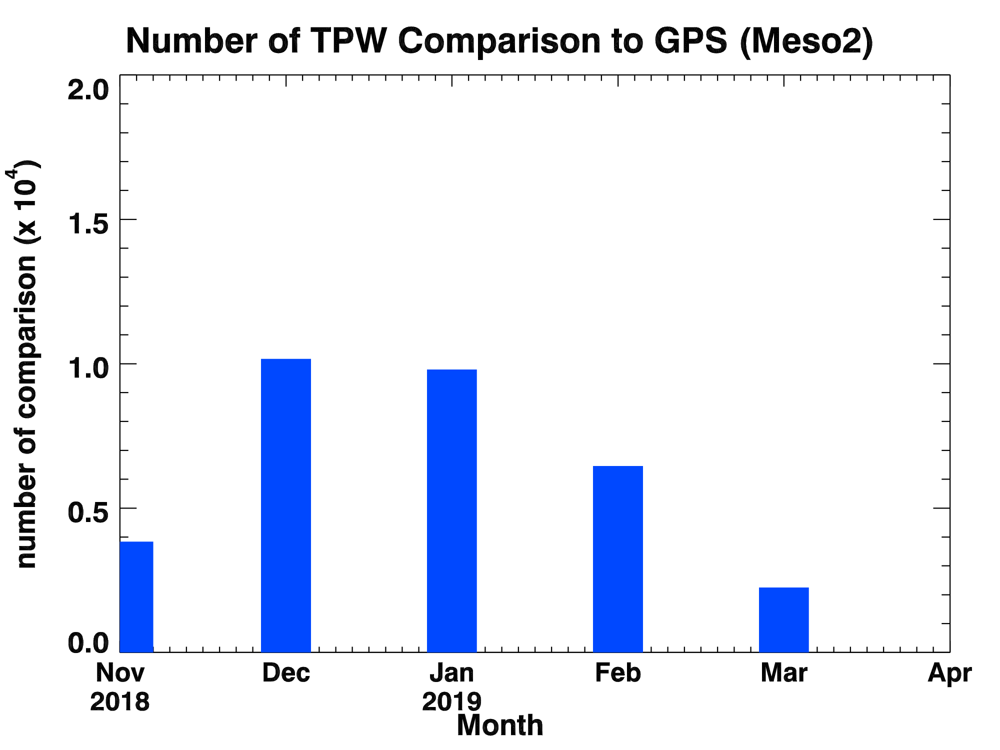 Number of TPW Comparison to GPS (Meso2)
number of comparison (x 10⁴)
2.0
1.5
1.0
0.5
0.0
Nov Dec Jan Feb Mar Apr
2018 2019
Month